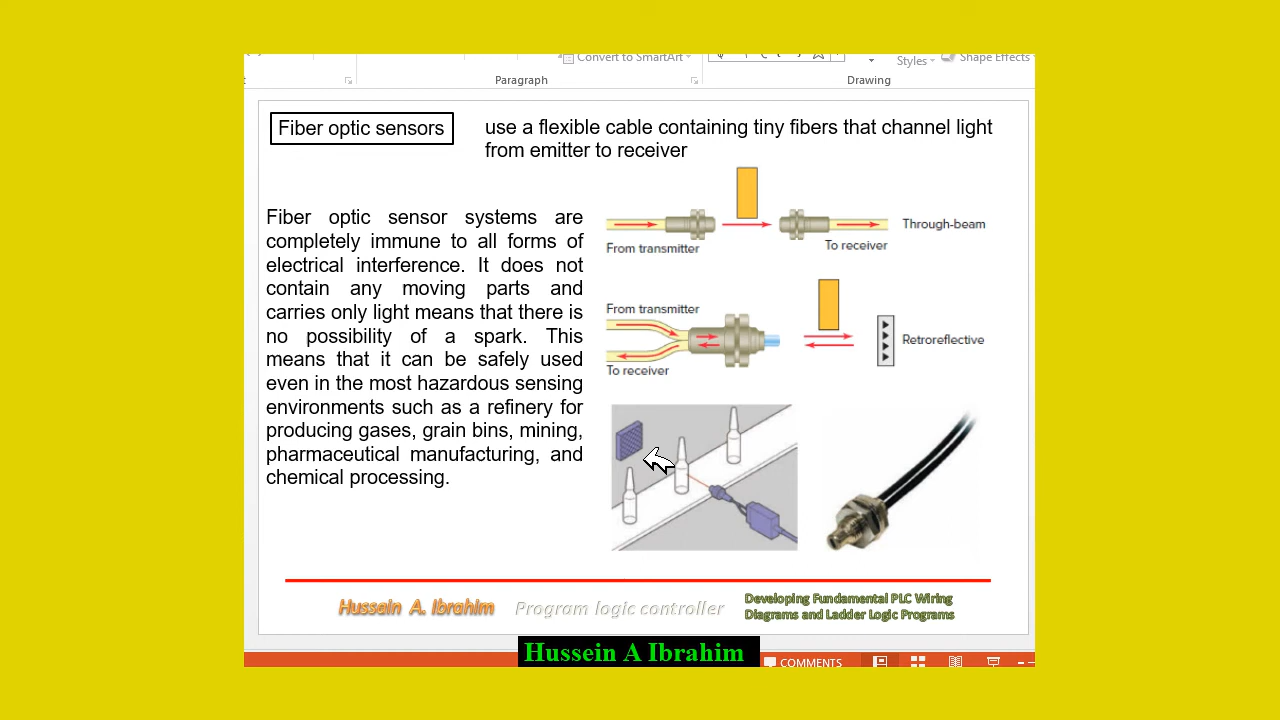 Convert to SmartArt
Styles
Shape Effects
Paragraph
Drawing
Fiber optic sensors
use a flexible cable containing tiny fibers that channel light
from emitter to receiver
Fiber optic sensor systems are
completely immune to all forms of
electrical interference. It does not
contain any moving parts and
carries only light means that there is
no possibility of a spark. This
means that it can be safely used
even in the most hazardous sensing
environments such as a refinery for
producing gases, grain bins, mining,
pharmaceutical manufacturing, and
chemical processing.
Through-beam
From transmitter
To receiver
From transmitter
Retroreflective
To receiver
Hussain A. Ibrahim
Program logic controller
Developing Fundamental PLC Wiring
Diagrams and Ladder Logic Programs
Hussein A Ibrahim
COMMENTS